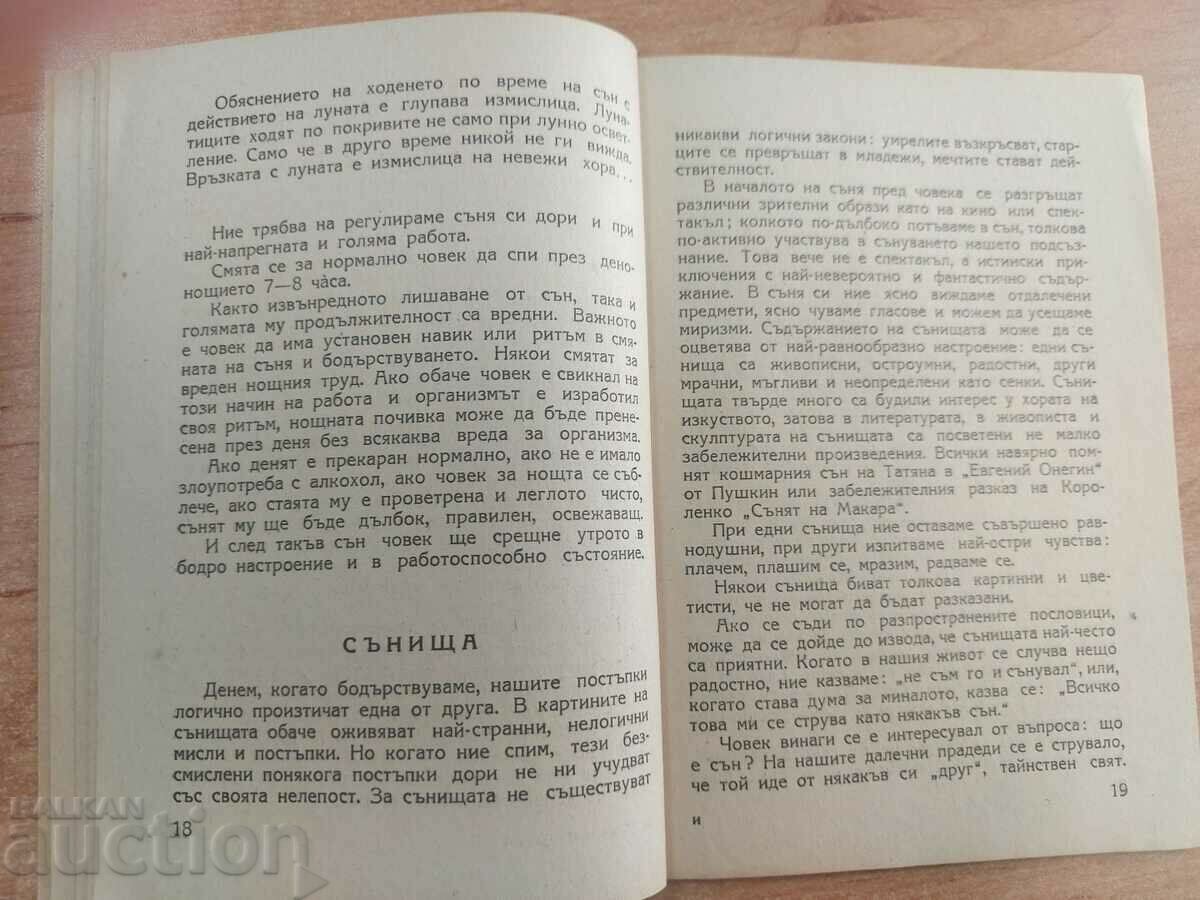 Обяснението на ходенето по време на сън с
действието на луната е глупава измислица. Луна-
тиците ходят по покривите не само при лунно освет-
ление. Само че в друго време никой не ги вижда.
Връзката с луната е измислица на невежи хора...
Ние трябва на регулираме съня си дори и при
най-напрегната и голяма работа.
Смята се за нормално човек да спи през дено-
нощието 7—8 часа.
Както извънредното лишаване от сън, така и
голямата му продължителност са вредни. Важното
е човек да има установен навик или ритъм в смя-
ната на съня и бодърствуването. Някои смятат за
вреден нощния труд. Ако обаче човек е свикнал на
този начин на работа и организмът е изработил
своя ритъм, нощната почивка може да бъде прене-
сена през деня без всякаква вреда за организма.
Ако денят е прекаран нормално, ако не е имало
злоупотреба с алкохол, ако човек за нощта се съб-
лече, ако стаята му е проветрена и леглото чисто,
сънят му ще бъде дълбок, правилен, освежаващ.
И след такъв сън човек ще срещне утрото в
бодро настроение и в работоспособно състояние.
СЪНИЩА
Денем, когато бодърствуваме, нашите постъпки
логично произтичат една от друга. В картините на
сънищата обаче оживяват най-странни, нелогични
мисли и постъпки. Но когато ние спим, тези без-
смислени понякога постъпки дори не ни учудват
със своята нелепост. За сънищата не съществуват
18
никакви логични закони: умрелите възкръсват, стар-
ците се превръщат в младежи, мечтите стават дей-
ствителност.
В началото на съня пред човека се разгръщат
различни зрителни образи като на кино или спек-
такъл; колкото по-дълбоко потъваме в сън, толкова
по-активно участвува в сънуването нашето подсъз-
нание. Това вече не е спектакъл, а истински при-
ключения с най-невероятно и фантастично съдър-
жание. В съня си ние ясно виждаме отдалечени
предмети, ясно чуваме гласове и можем да усещаме
миризми. Съдържанието на сънищата може да се
оцветява от най-равнообразно настроение: едни съ-
нища са живописни, остроумни, радостни, други
мрачни, мъгливи и неопределени като сенки. Съни-
щата твърде много са будили интерес у хората на
изкуството, затова в литературата, в живописта и
скулптурата на сънищата са посветени не малко
забележителни произведения. Всички навярно пом-
нят кошмарния сън на Татяна в „Евгений Онегин“
от Пушкин или забележителния разказ на Коро-
ленко „Сънят на Макара“.
При едни сънища ние оставаме съвършено рав-
нодушни, при други изпитваме най-остри чувства:
плачем, плашим се, мразим, радваме се.
Някои сънища биват толкова картинни и цве-
тисти, че не могат да бъдат разказани.
Ако се съди по разпространените пословици,
може да се дойде до извода, че сънищата най-често
са приятни. Когато в нашия живот се случва нещо
радостно, ние казваме: „не съм го и сънувал“, или,
когато става дума за миналото, казва се: „Всичко
това ми се струва като някакъв сън.“
Човек винаги се е интересувал от въпроса: що
е сън? На нашите далечни прадеди се е струвало,
че той иде от някакъв си „друг“, тайнствен свят.
19
и
BALKAN
auction